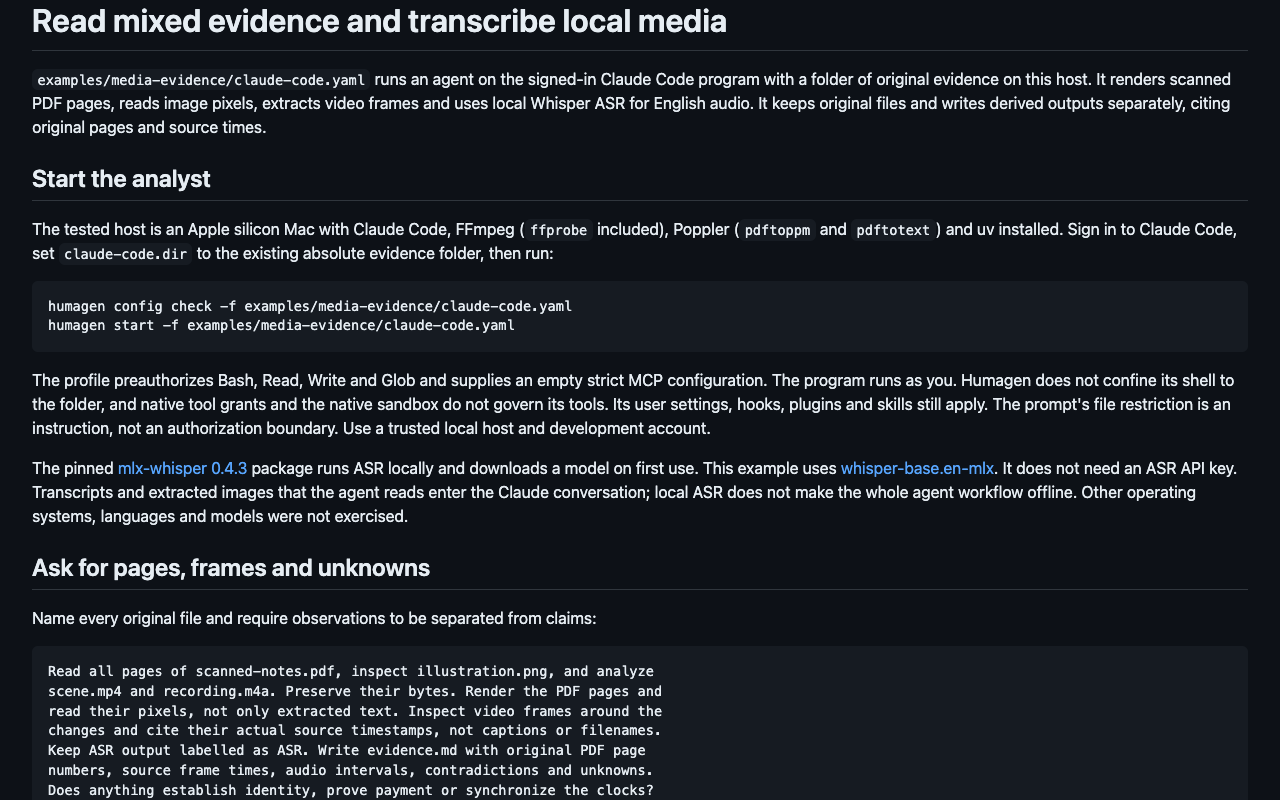 Read mixed evidence and transcribe local media
examples/media-evidence/claude-code.yaml runs an agent on the signed-in Claude Code program with a folder of original evidence on this host. It renders scanned
PDF pages, reads image pixels, extracts video frames and uses local Whisper ASR for English audio. It keeps original files and writes derived outputs separately, citing
original pages and source times.
Start the analyst
The tested host is an Apple silicon Mac with Claude Code, FFmpeg ( ffprobe included), Poppler ( pdftoppm and pdftotext ) and uv installed. Sign in to Claude Code,
set claude-code.dir to the existing absolute evidence folder, then run:
humagen config check -f examples/media-evidence/claude-code.yaml
humagen start -f examples/media-evidence/claude-code.yaml
The profile preauthorizes Bash, Read, Write and Glob and supplies an empty strict MCP configuration. The program runs as you. Humagen does not confine its shell to
the folder, and native tool grants and the native sandbox do not govern its tools. Its user settings, hooks, plugins and skills still apply. The prompt's file restriction is an
instruction, not an authorization boundary. Use a trusted local host and development account.
The pinned mlx-whisper 0.4.3 package runs ASR locally and downloads a model on first use. This example uses whisper-base.en-mlx. It does not need an ASR API key.
Transcripts and extracted images that the agent reads enter the Claude conversation; local ASR does not make the whole agent workflow offline. Other operating
systems, languages and models were not exercised.
Ask for pages, frames and unknowns
Name every original file and require observations to be separated from claims:
Read all pages of scanned-notes.pdf, inspect illustration.png, and analyze
scene.mp4 and recording.m4a. Preserve their bytes. Render the PDF pages and
read their pixels, not only extracted text. Inspect video frames around the
changes and cite their actual source timestamps, not captions or filenames.
Keep ASR output labelled as ASR. Write evidence.md with original PDF page
numbers, source frame times, audio intervals, contradictions and unknowns.
Does anything establish identity, prove payment or synchronize the clocks?